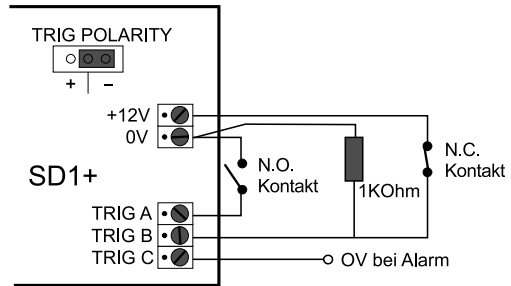 TRIG POLARITY
+ −
+12V
0V
SD1+
N.O.
Kontakt
1KOhm
N.C.
Kontakt
TRIG A
TRIG B
TRIG C
OV bei Alarm